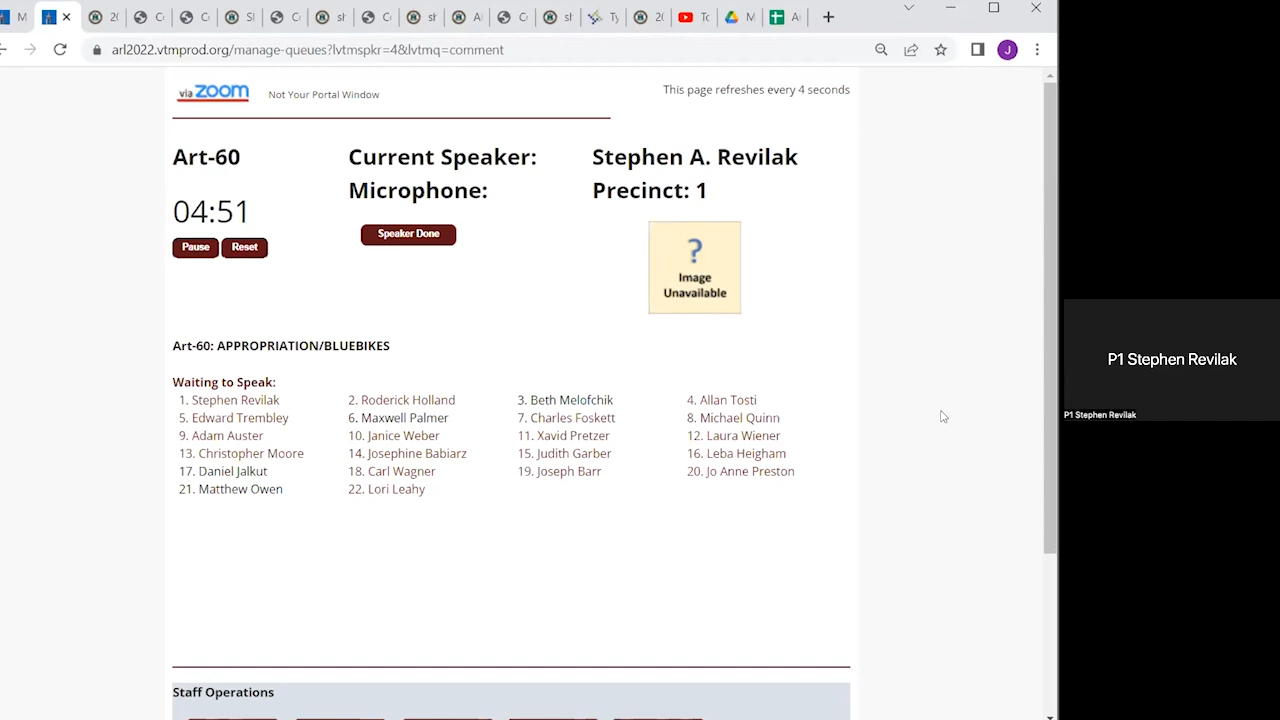 arl2022.vtmprod.org/manage-queues?lvtmspkr=4&lvtmq=comment
via zoom
Not Your Portal Window
This page refreshes every 4 seconds
Art-60
Current Speaker:
Stephen A. Revilak
Microphone:
Precinct: 1
04:51
Pause
Reset
Speaker Done
?
Image
Unavailable
Art-60: APPROPRIATION/BLUEBIKES
Waiting to Speak:
1. Stephen Revilak 2. Roderick Holland 3. Beth Melofchik 4. Allan Tosti
5. Edward Trembley 6. Maxwell Palmer 7. Charles Foskett 8. Michael Quinn
9. Adam Auster 10. Janice Weber 11. Xavid Pretzer 12. Laura Wiener
13. Christopher Moore 14. Josephine Babiarz 15. Judith Garber 16. Leba Heigham
17. Daniel Jalkut 18. Carl Wagner 19. Joseph Barr 20. Jo Anne Preston
21. Matthew Owen 22. Lori Leahy
Staff Operations
J
P1 Stephen Revilak
P1 Stephen Revilak